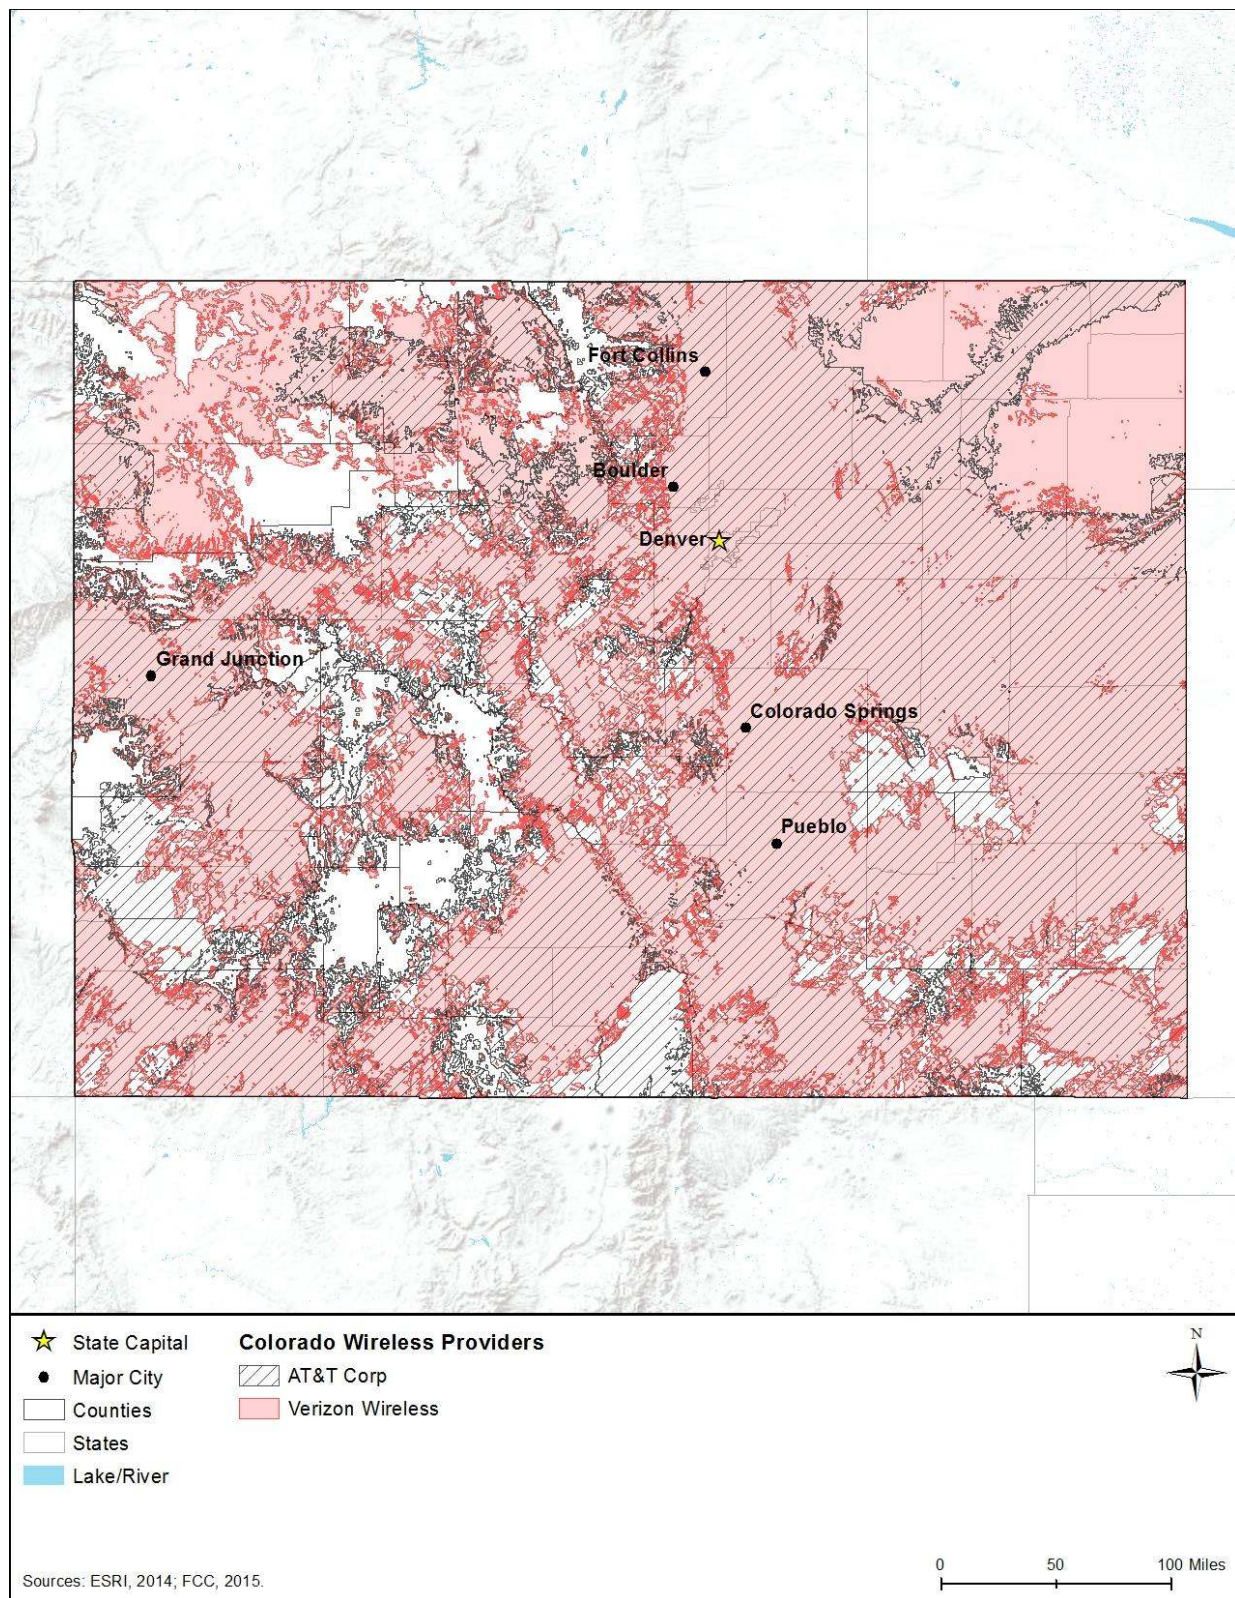 Fort Collins
Boulder
Denver
Grand Junction
Colorado Springs
Pueblo
State Capital
Major City
Counties
States
Lake/River
Colorado Wireless Providers
AT&T Corp
Verizon Wireless
N
Sources: ESRI, 2014; FCC, 2015.
0 50 100 Miles